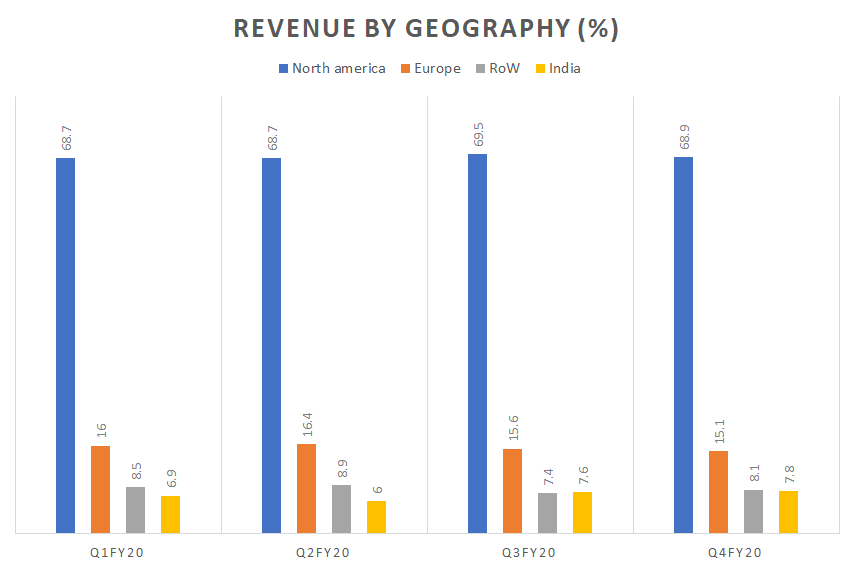 REVENUE BY GEOGRAPHY (%)
North america Europe RoW India
68.7 16 8.5 6.9
68.7 16.4 8.9 6
69.5 15.6 7.4 7.6
68.9 15.1 8.1 7.8
Q1FY20 Q2FY20 Q3FY20 Q4FY20